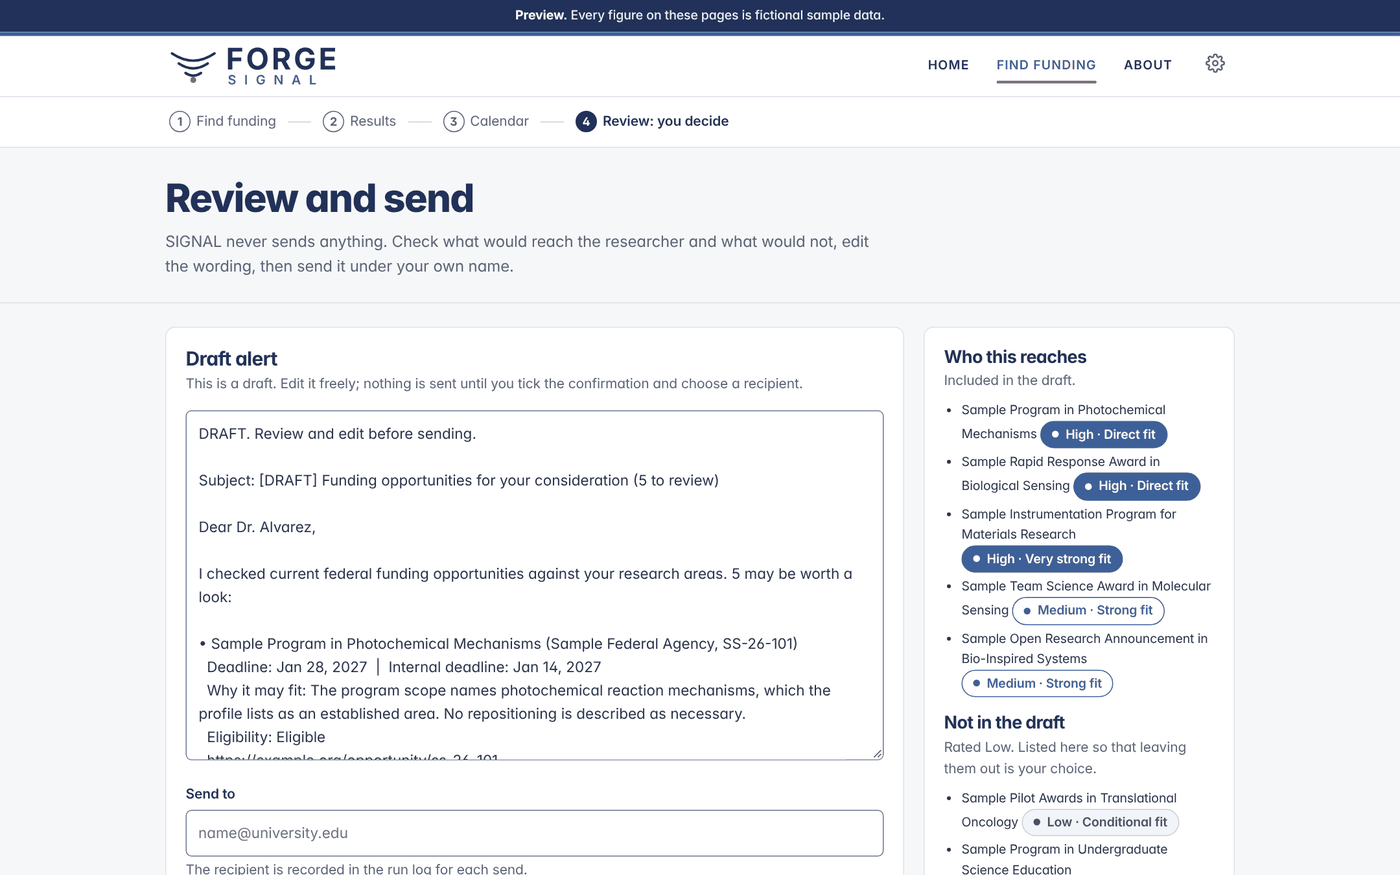 Preview. Every figure on these pages is fictional sample data.
FORGE
SIGNAL
HOME
FIND FUNDING
ABOUT
1 Find funding
2 Results
3 Calendar
4 Review: you decide
Review and send
SIGNAL never sends anything. Check what would reach the researcher and what would not, edit
the wording, then send it under your own name.
Draft alert
This is a draft. Edit it freely; nothing is sent until you tick the confirmation and choose a recipient.
DRAFT. Review and edit before sending.
Subject: [DRAFT] Funding opportunities for your consideration (5 to review)
Dear Dr. Alvarez,
I checked current federal funding opportunities against your research areas. 5 may be worth a
look:
• Sample Program in Photochemical Mechanisms (Sample Federal Agency, SS-26-101)
Deadline: Jan 28, 2027 | Internal deadline: Jan 14, 2027
Why it may fit: The program scope names photochemical reaction mechanisms, which the
profile lists as an established area. No repositioning is described as necessary.
Eligibility: Eligible
https://example.org/opportunity/ss-26-101
Send to
name@university.edu
The recipient is recorded in the run log for each send.
Who this reaches
Included in the draft.
• Sample Program in Photochemical
Mechanisms High · Direct fit
• Sample Rapid Response Award in
Biological Sensing High · Direct fit
• Sample Instrumentation Program for
Materials Research
High · Very strong fit
• Sample Team Science Award in Molecular
Sensing Medium · Strong fit
• Sample Open Research Announcement in
Bio-Inspired Systems
Medium · Strong fit
Not in the draft
Rated Low. Listed here so that leaving
them out is your choice.
• Sample Pilot Awards in Translational
Oncology Low · Conditional fit
• Sample Program in Undergraduate
Science Education